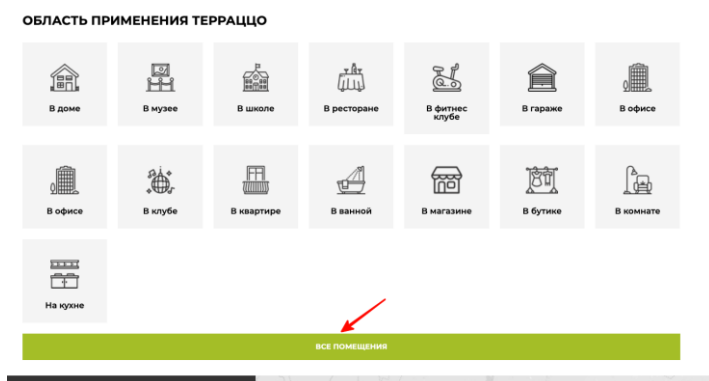 ОБЛАСТЬ ПРИМЕНЕНИЯ ТЕРРАЦЦО
В доме
В музее
В школе
В ресторане
В фитнес
клубе
В гараже
В офисе
В офисе
В клубе
В квартире
В ванной
В магазине
В бутике
В комнате
На кухне
ВСЕ ПОМЕЩЕНИЯ